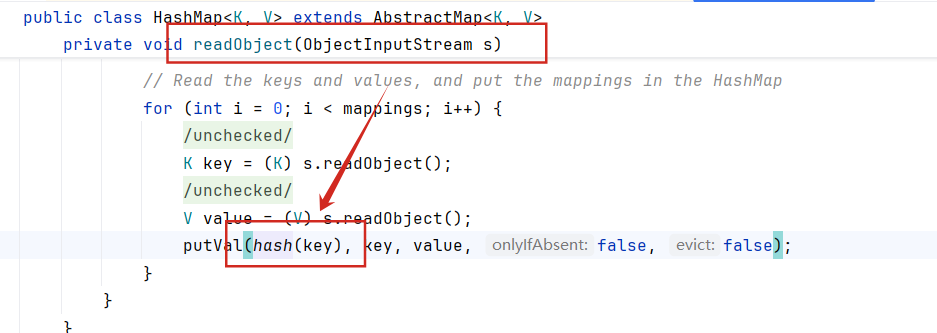 public class HashMap<K, V> extends AbstractMap<K, V>
private void readObject(ObjectInputStream s)
// Read the keys and values, and put the mappings in the HashMap
for (int i = 0; i < mappings; i++) {
/unchecked/
K key = (K) s.readObject();
/unchecked/
V value = (V) s.readObject();
putVal(hash(key), key, value, onlyIfAbsent: false, evict: false);
}
}
}